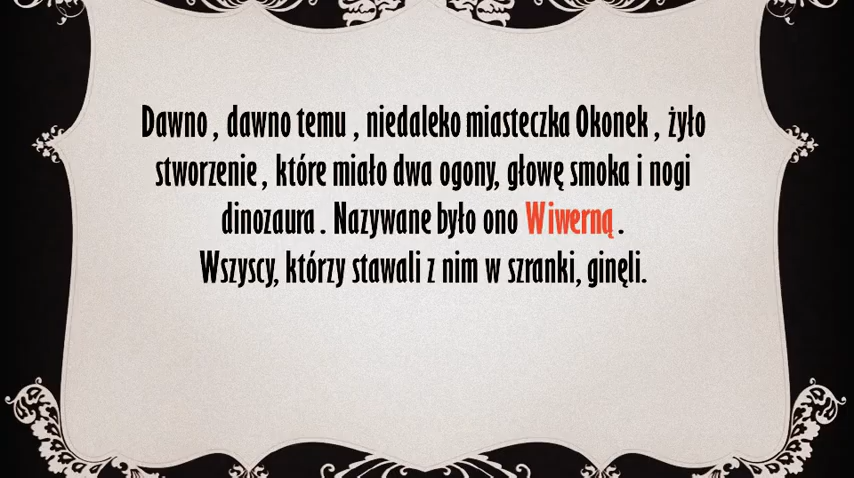 Dawno , dawno temu , niedaleko miasteczka Okonek , żyło
stworzenie , które miało dwa ogony, głowę smoka i nogi
dinozaura . Nazywane było ono Wiwerną .
Wszyscy, którzy stawali z nim w szranki, ginęli.